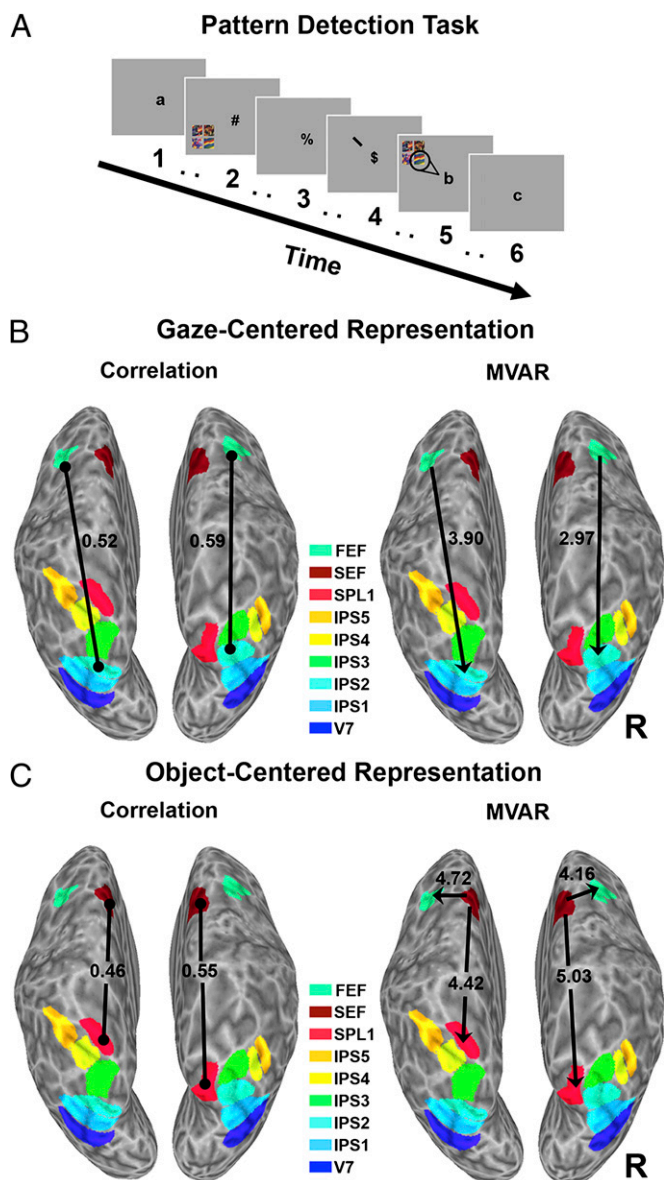 A
Pattern Detection Task
a
#
%
$
b
c
1 .. 2 .. 3 .. 4 .. 5 .. 6
Time
B
Gaze-Centered Representation
Correlation
MVAR
0.52
0.59
3.90
2.97
FEF
SEF
SPL1
IPS5
IPS4
IPS3
IPS2
IPS1
V7
R
C
Object-Centered Representation
Correlation
MVAR
4.72
4.16
0.46
0.55
4.42
5.03
FEF
SEF
SPL1
IPS5
IPS4
IPS3
IPS2
IPS1
V7
R